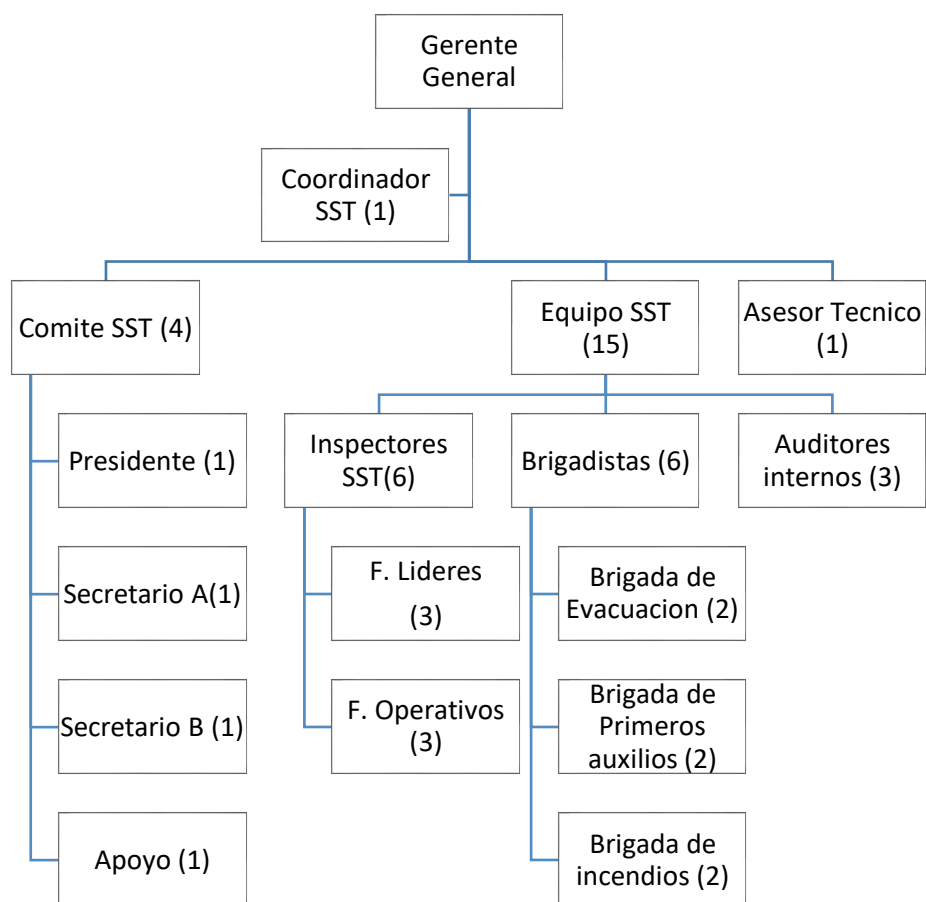 Gerente
General
Coordinador
SST (1)
Comite SST (4)
Equipo SST
(15)
Asesor Tecnico
(1)
Presidente (1)
Secretario A(1)
Secretario B (1)
Apoyo (1)
Inspectores
SST(6)
F. Lideres
(3)
F. Operativos
(3)
Brigadistas (6)
Brigada de
Evacuacion (2)
Brigada de
Primeros
auxilios (2)
Brigada de
incendios (2)
Auditores
internos (3)